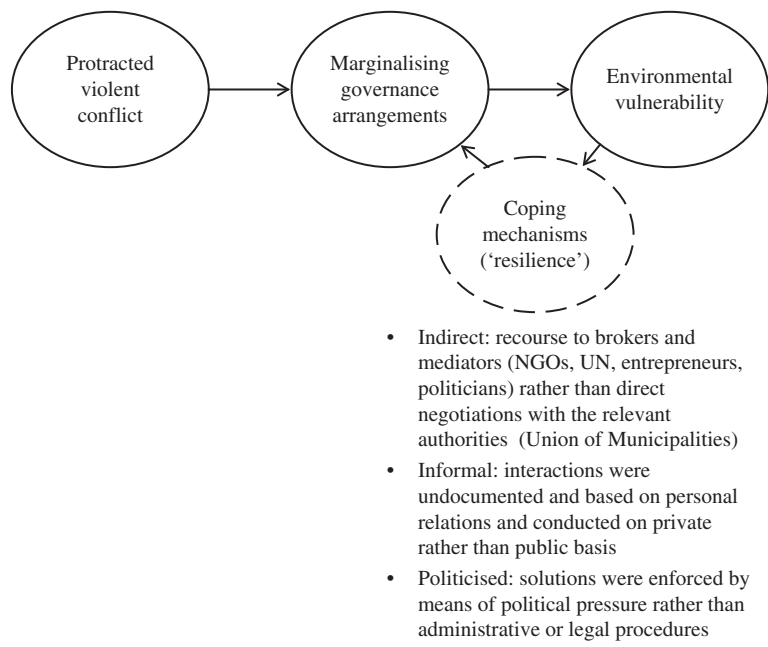 Protracted
violent
conflict
Marginalising
governance
arrangements
Environmental
vulnerability
Coping
mechanisms
(‘resilience’)
• Indirect: recourse to brokers and
mediators (NGOs, UN, entrepreneurs,
politicians) rather than direct
negotiations with the relevant
authorities (Union of Municipalities)
• Informal: interactions were
undocumented and based on personal
relations and conducted on private
rather than public basis
• Politicised: solutions were enforced by
means of political pressure rather than
administrative or legal procedures